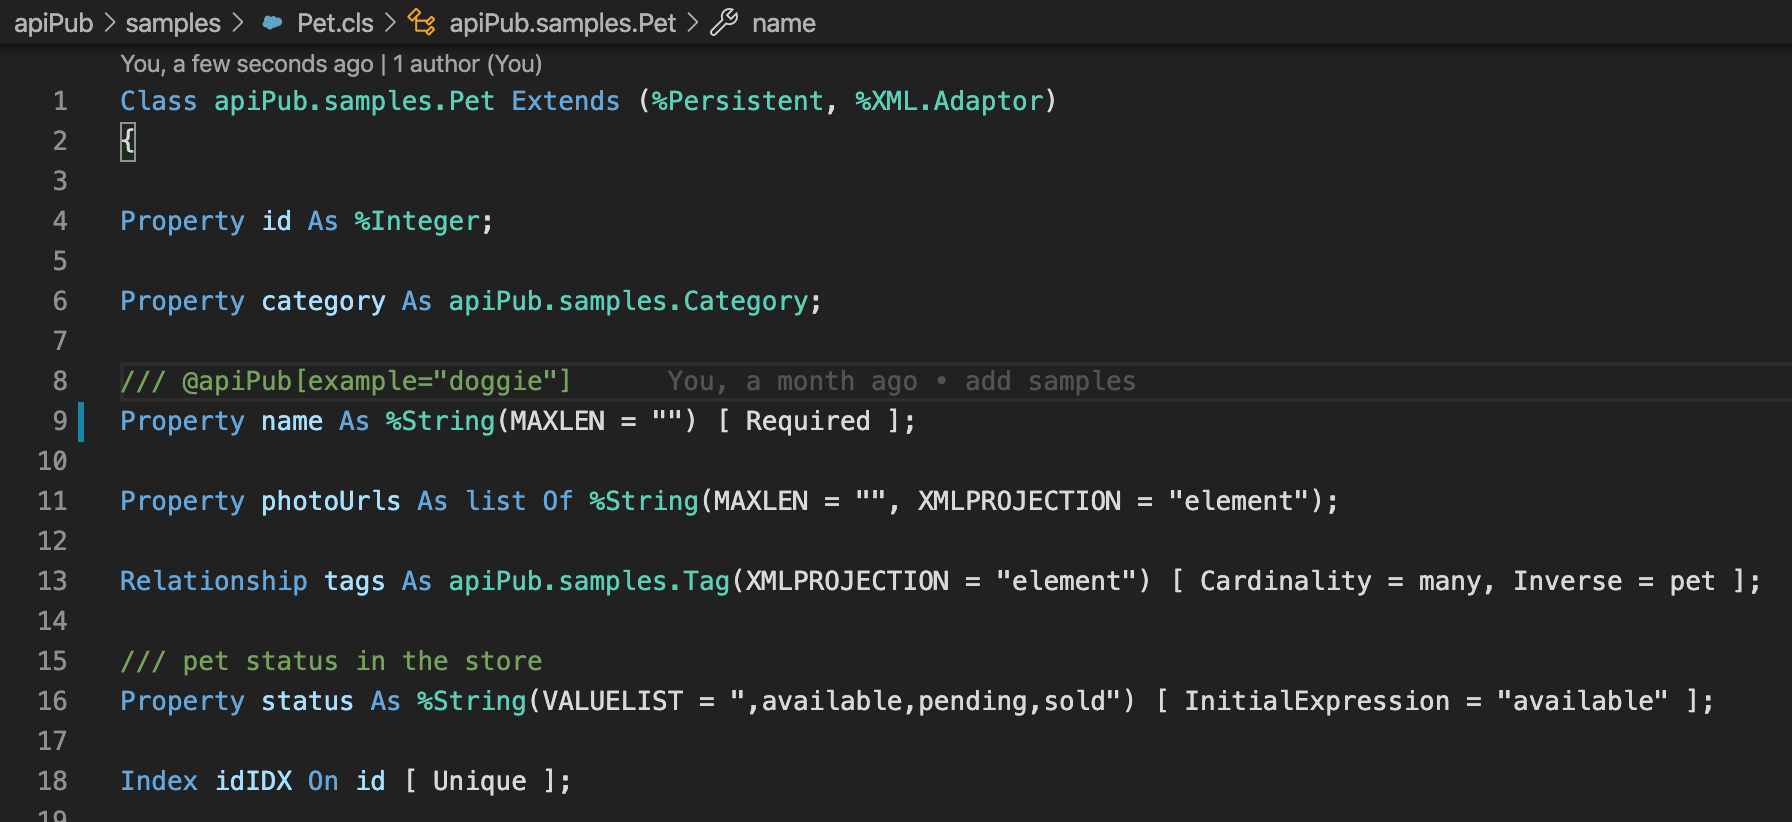 apiPub > samples > Pet.cls > apiPub.samples.Pet > name
You, a few seconds ago | 1 author (You)
1 Class apiPub.samples.Pet Extends (%Persistent, %XML.Adaptor)
2 {
3
4 Property id As %Integer;
5
6 Property category As apiPub.samples.Category;
7
8 /// @apiPub[example="doggie"] You, a month ago • add samples
9 Property name As %String(MAXLEN = "") [ Required ];
10
11 Property photoUrls As list Of %String(MAXLEN = "", XMLPROJECTION = "element");
12
13 Relationship tags As apiPub.samples.Tag(XMLPROJECTION = "element") [ Cardinality = many, Inverse = pet ];
14
15 /// pet status in the store
16 Property status As %String(VALUELIST = ",available,pending,sold") [ InitialExpression = "available" ];
17
18 Index idIDX On id [ Unique ];
19